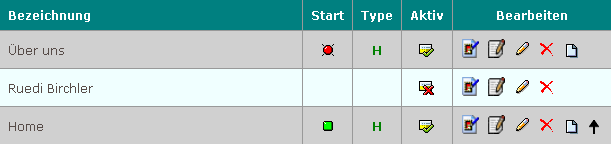 Bezeichnung Start Type Aktiv Bearbeiten
Über uns H
Ruedi Birchler
Home H